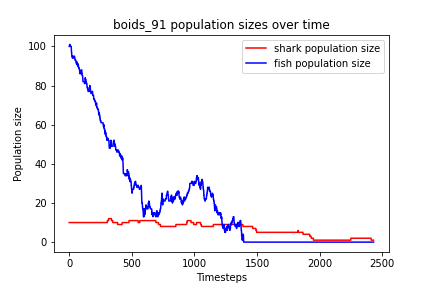 boids_91 population sizes over time
shark population size
fish population size
Population size
100
80
60
40
20
0
0
500
1000
1500
2000
2500
Timesteps